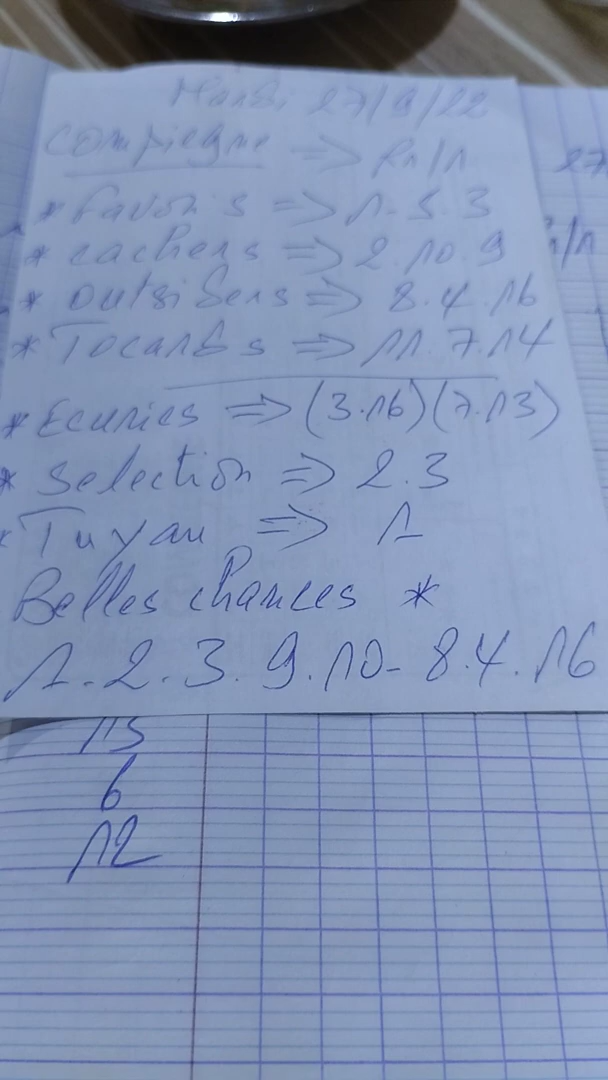 Mardi 27/9/22
Compiegne => R1/1
27
* favoris => 1-5.3
* cachers => 2.10.9
/1
* outsiders => 8.4.16
* Tocards => 11.7.14
* Ecuries => (3.16)(7.13)
* selection => 2.3
* Tuyau => 1
Belles chances *
1.2.3.9.10-8.4.16
6
12